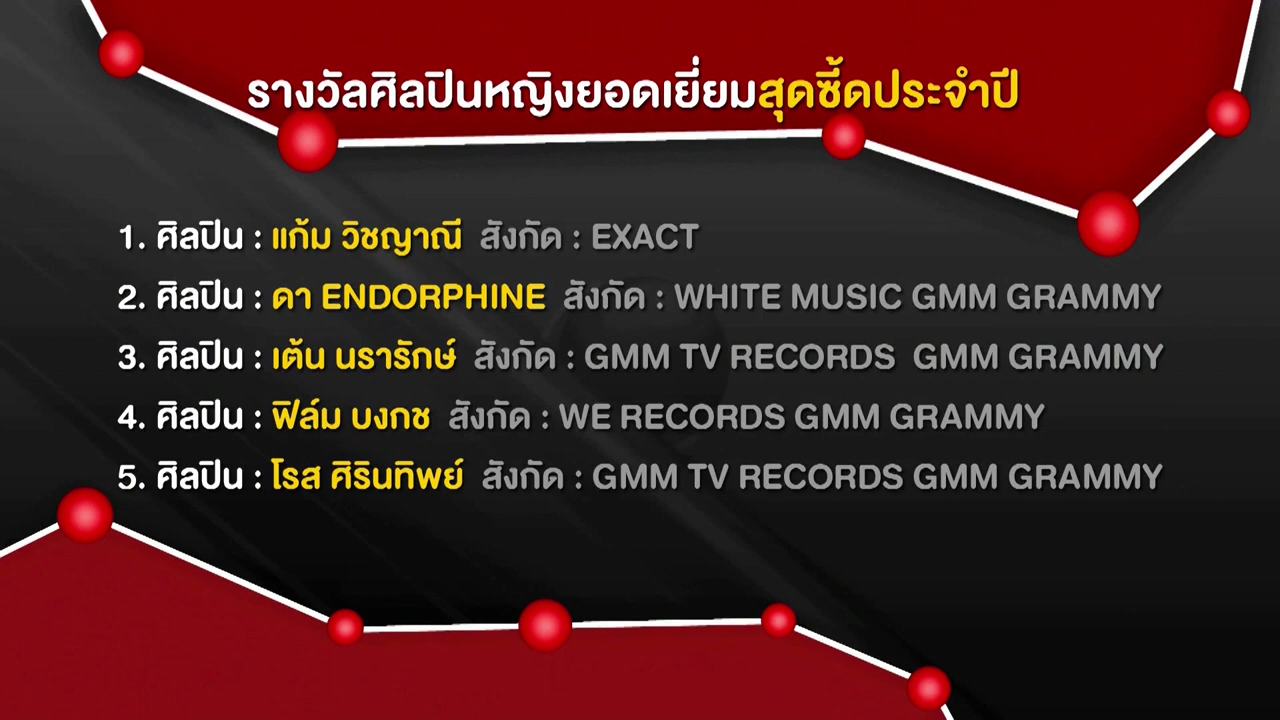 รางวัลศิลปินหญิงยอดเยี่ยมสุดซี้ดประจำปี
1. ศิลปิน : แก้ม วิชญาณี สังกัด : EXACT
2. ศิลปิน : ดา ENDORPHINE สังกัด : WHITE MUSIC GMM GRAMMY
3. ศิลปิน : เต้น นรารักษ์ สังกัด : GMM TV RECORDS GMM GRAMMY
4. ศิลปิน : ฟิล์ม บงกช สังกัด : WE RECORDS GMM GRAMMY
5. ศิลปิน : โรส ศิรินทิพย์ สังกัด : GMM TV RECORDS GMM GRAMMY